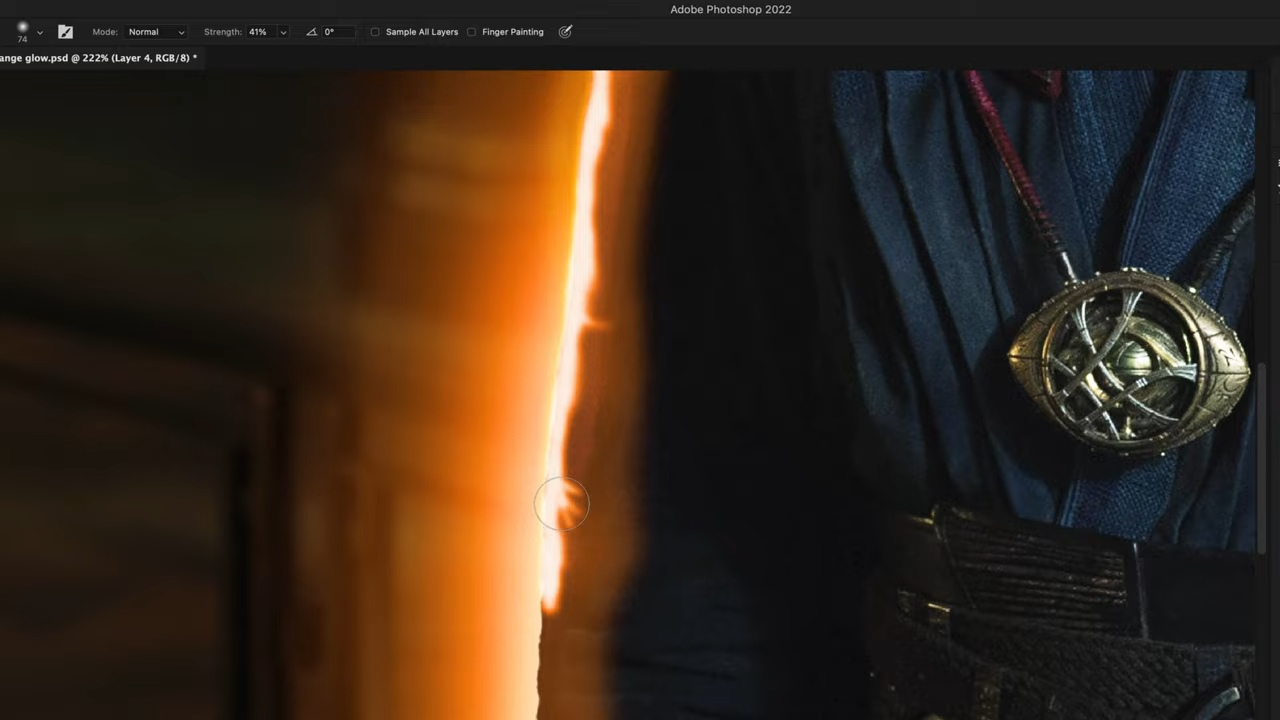 Adobe Photoshop 2022
74 Mode: Normal Strength: 41% 0° Sample All Layers Finger Painting
ange glow.psd @ 222% (Layer 4, RGB/8) *